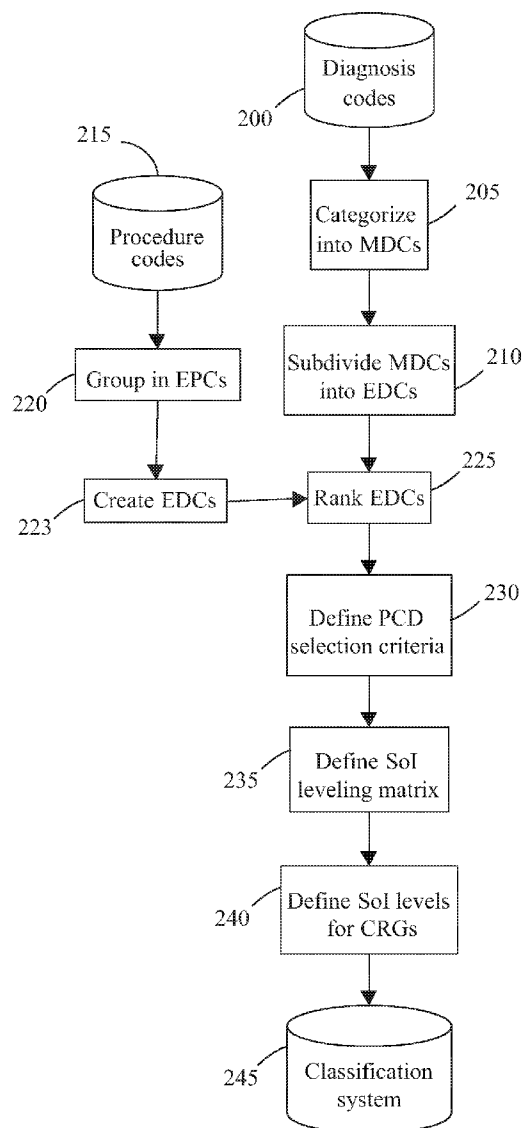 Diagnosis
codes
200
215
Procedure
codes
205
Categorize
into MDCs
Group in EPCs
220
Subdivide MDCs
into EDCs
210
Create EDCs
223
225
Rank EDCs
Define PCD
selection criteria
230
235
Define SoI
leveling matrix
240
Define SoI levels
for CRGs
Classification
system
245